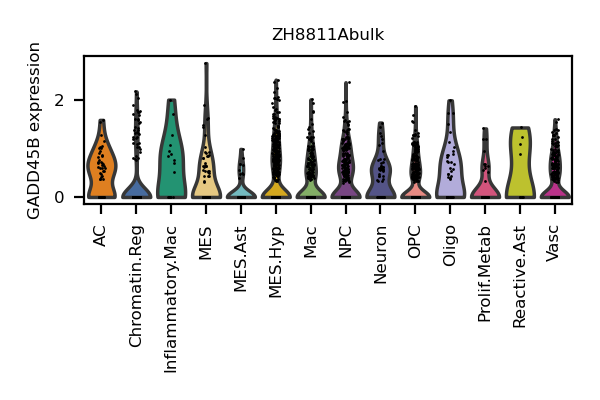 ZH8811Abulk
GADD45B expression
2
0
AC
Chromatin.Reg
Inflammatory.Mac
MES
MES.Ast
MES.Hyp
Mac
NPC
Neuron
OPC
Oligo
Prolif.Metab
Reactive.Ast
Vasc